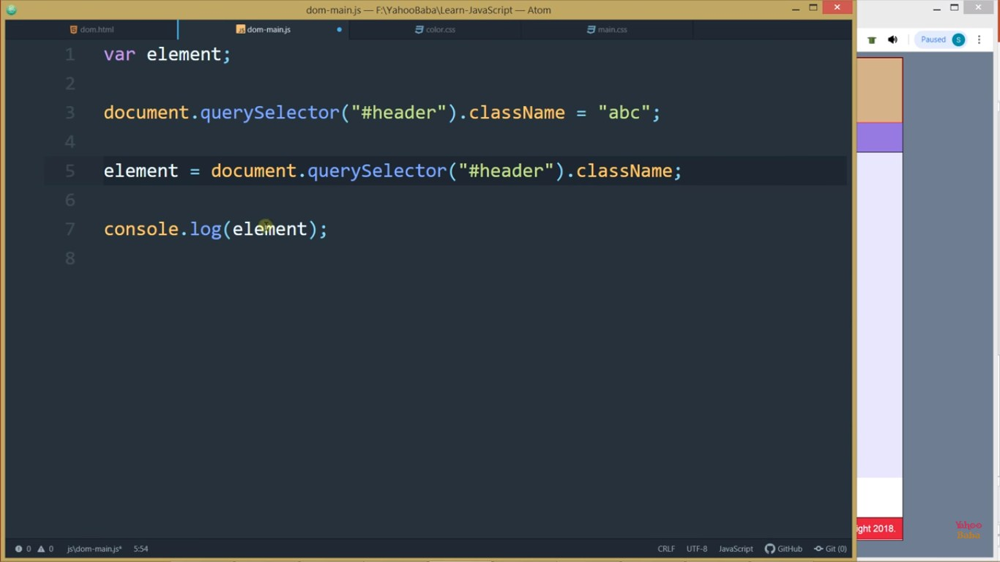 dom-main.js — F:\YahooBaba\Learn-JavaScript — Atom
dom.html
dom-main.js
color.css
main.css
Paused
S
1 var element;
2
3 document.querySelector("#header").className = "abc";
4
5 element = document.querySelector("#header").className;
6
7 console.log(element);
8
ight 2018.
Yahoo
Baba
0 0 js\dom-main.js* 5:54 CRLF UTF-8 JavaScript GitHub Git (0)